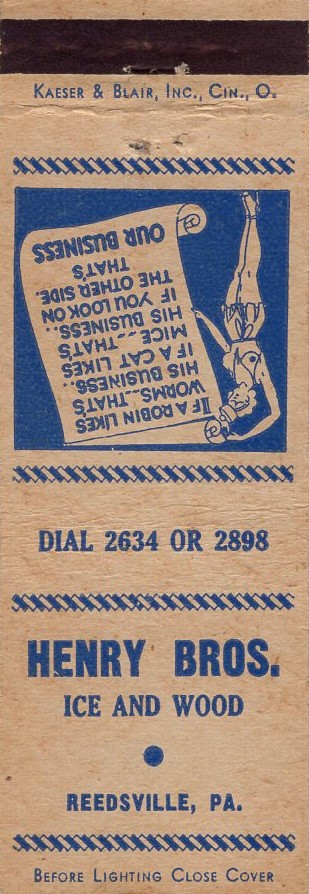 KAESER & BLAIR, INC., CIN., O.
IF A ROBIN LIKES
WORMS--THAT'S
HIS BUSINESS..
IF A CAT LIKES
MICE--THAT'S
HIS BUSINESS..
IF YOU LOOK ON
THE OTHER SIDE.
THAT'S
OUR BUSINESS
DIAL 2634 OR 2898
HENRY BROS.
ICE AND WOOD
REEDSVILLE, PA.
BEFORE LIGHTING CLOSE COVER